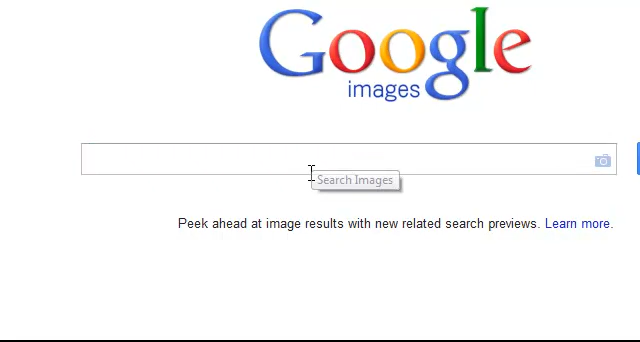 Google
images
Search Images
Peek ahead at image results with new related search previews. Learn more.